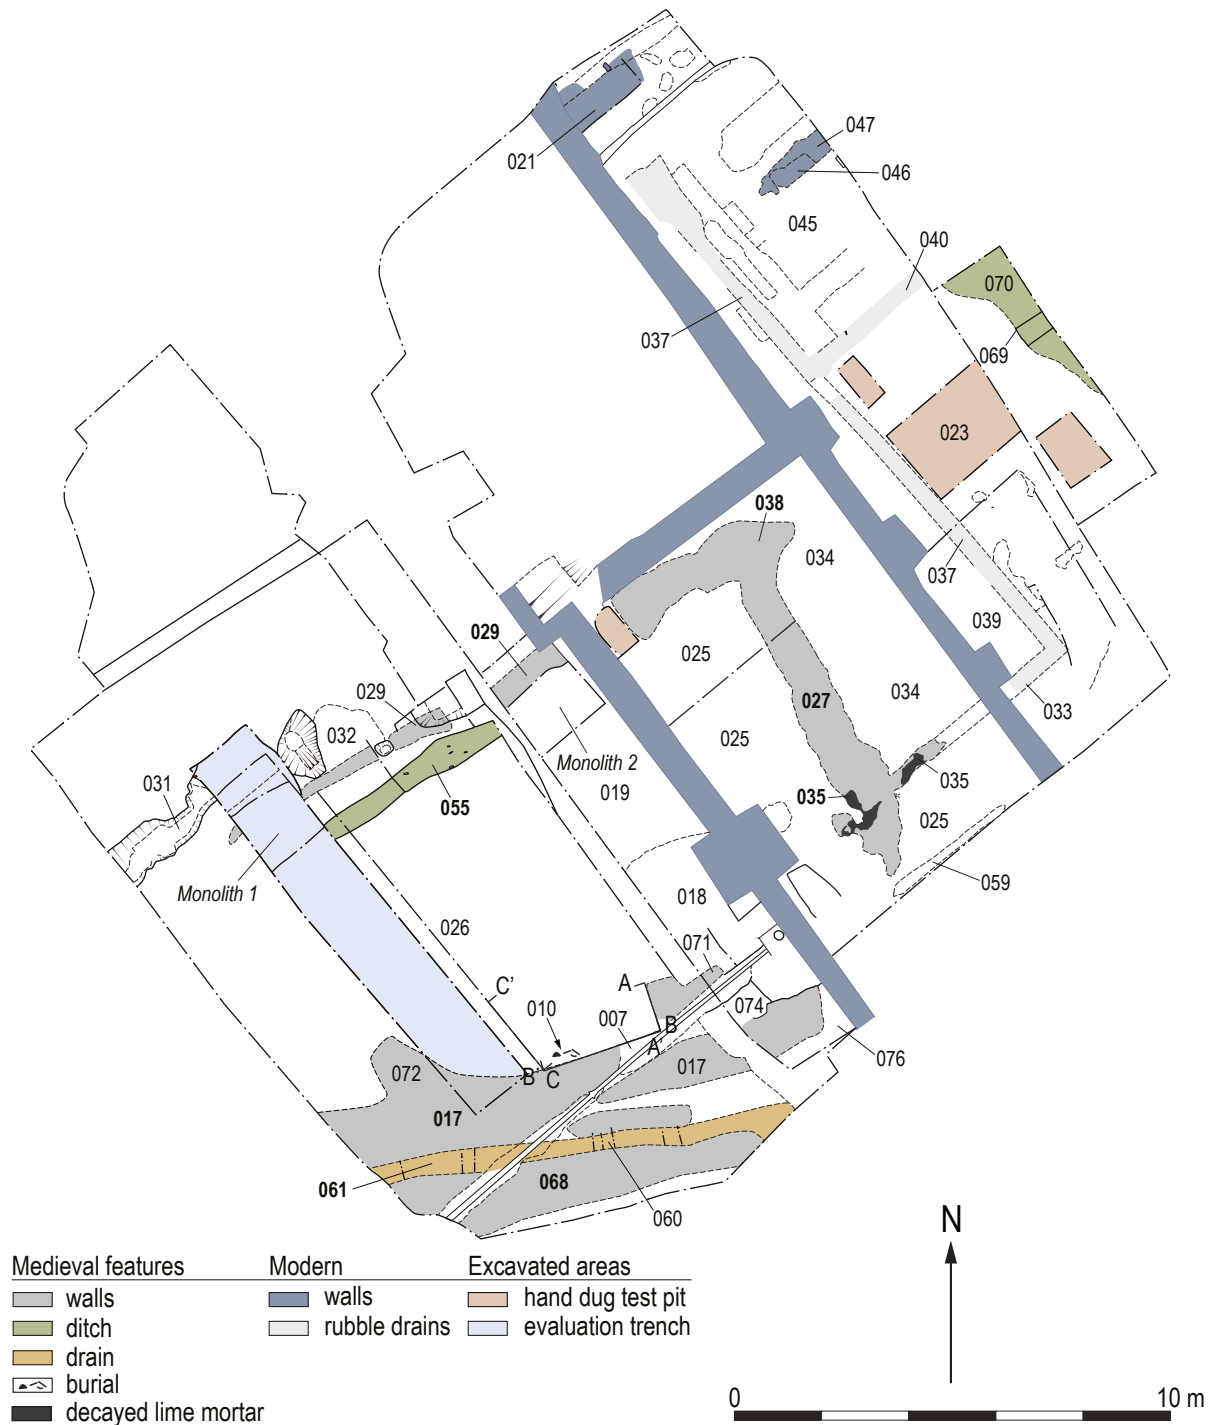 047
021
046
045
040
070
037
069
023
038
034
037
029
025
039
029
027
034
032
033
Monolith 2
031
055
025
035
019
035
025
Monolith 1
059
018
026
071
C'
A
010
007
B
074
A'
076
072
B C
017
017
061
068
060
N
Medieval features
walls
ditch
drain
burial
decayed lime mortar
Modern
walls
rubble drains
Excavated areas
hand dug test pit
evaluation trench
0 10 m